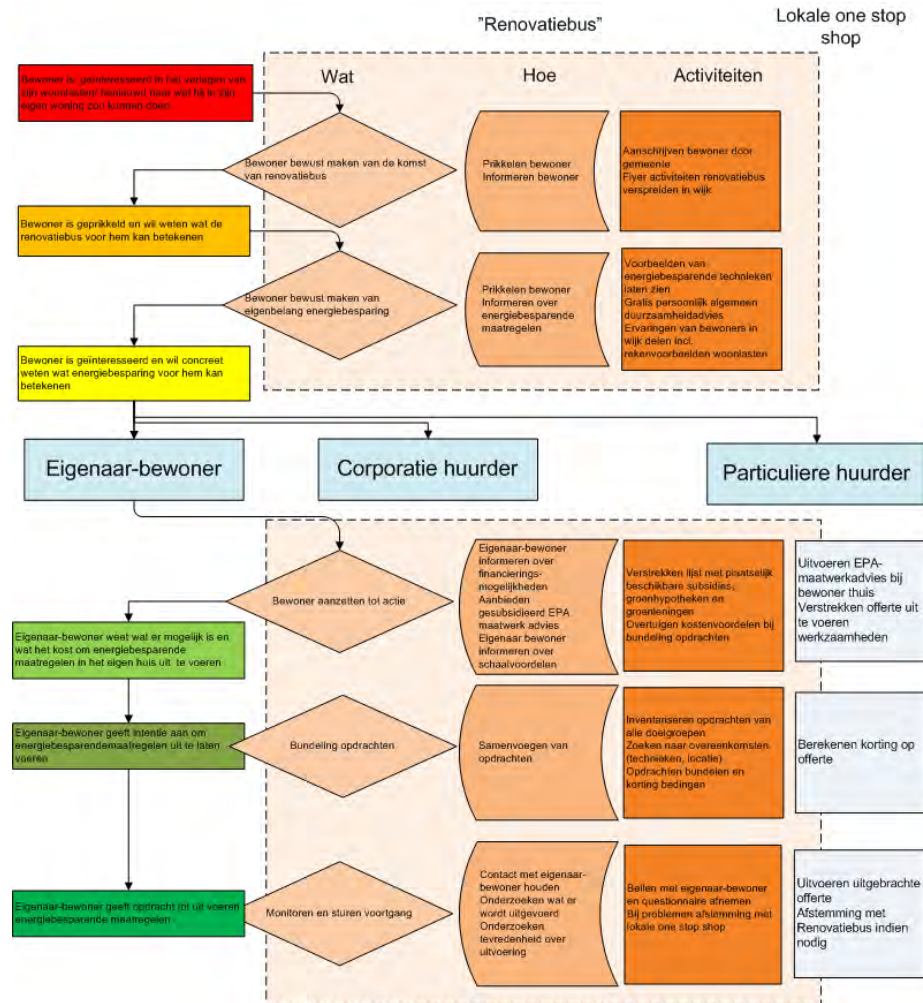 "Renovatiebus"
Lokale one stop
shop
Wat
Hoe
Activiteiten
Bewoner is geïnteresseerd in het verlagen van
zijn woonlasten/ benieuwd naar wat hij in zijn
eigen woning zou kunnen doen
Bewoner bewust maken van de komst
van renovatiebus
Prikkelen bewoner
Informeren bewoner
Aanschrijven bewoner door
gemeente
Flyer activiteiten renovatiebus
verspreiden in wijk
Bewoner is geprikkeld en wil weten wat de
renovatiebus voor hem kan betekenen
Bewoner bewust maken van
eigenbelang energiebesparing
Prikkelen bewoner
Informeren over
energiebesparende
maatregelen
Voorbeelden van
energiebesparende technieken
laten zien
Gratis persoonlijk algemeen
duurzaamheidadvies
Ervaringen van bewoners in
wijk delen incl.
rekenvoorbeelden woonlasten
Bewoner is geïnteresseerd en wil concreet
weten wat energiebesparing voor hem kan
betekenen
Eigenaar-bewoner
Corporatie huurder
Particuliere huurder
Bewoner aanzetten tot actie
Eigenaar-bewoner
informeren over
financierings-
mogelijkheden
Aanbieden
gesubsidieerd EPA
maatwerk advies
Eigenaar bewoner
informeren over
schaalvoordelen
Verstrekken lijst met plaatselijk
beschikbare subsidies,
groenhypotheken en
groenleningen
Overtuigen kostenvoordelen bij
bundeling opdrachten
Uitvoeren EPA-
maatwerkadvies bij
bewoner thuis
Verstrekken offerte uit
te voeren
werkzaamheden
Eigenaar-bewoner weet wat er mogelijk is en
wat het kost om energiebesparende
maatregelen in het eigen huis uit te voeren
Eigenaar-bewoner geeft intentie aan om
energiebesparendemaatregelen uit te laten
voeren
Bundeling opdrachten
Samenvoegen van
opdrachten
Inventariseren opdrachten van
alle doelgroepen
Zoeken naar overeenkomsten
(technieken, locatie)
Opdrachten bundelen en
korting bedingen
Berekenen korting op
offerte
Eigenaar-bewoner geeft opdracht tot uit voeren
energiebesparende maatregelen
Monitoren en sturen voortgang
Contact met eigenaar-
bewoner houden
Onderzoeken wat er
wordt uitgevoerd
Onderzoeken
tevredenheid over
uitvoering
Bellen met eigenaar-bewoner
en questionnaire afnemen
Bij problemen afstemming met
lokale one stop shop
Uitvoeren uitgebrachte
offerte
Afstemming met
Renovatiebus indien
nodig